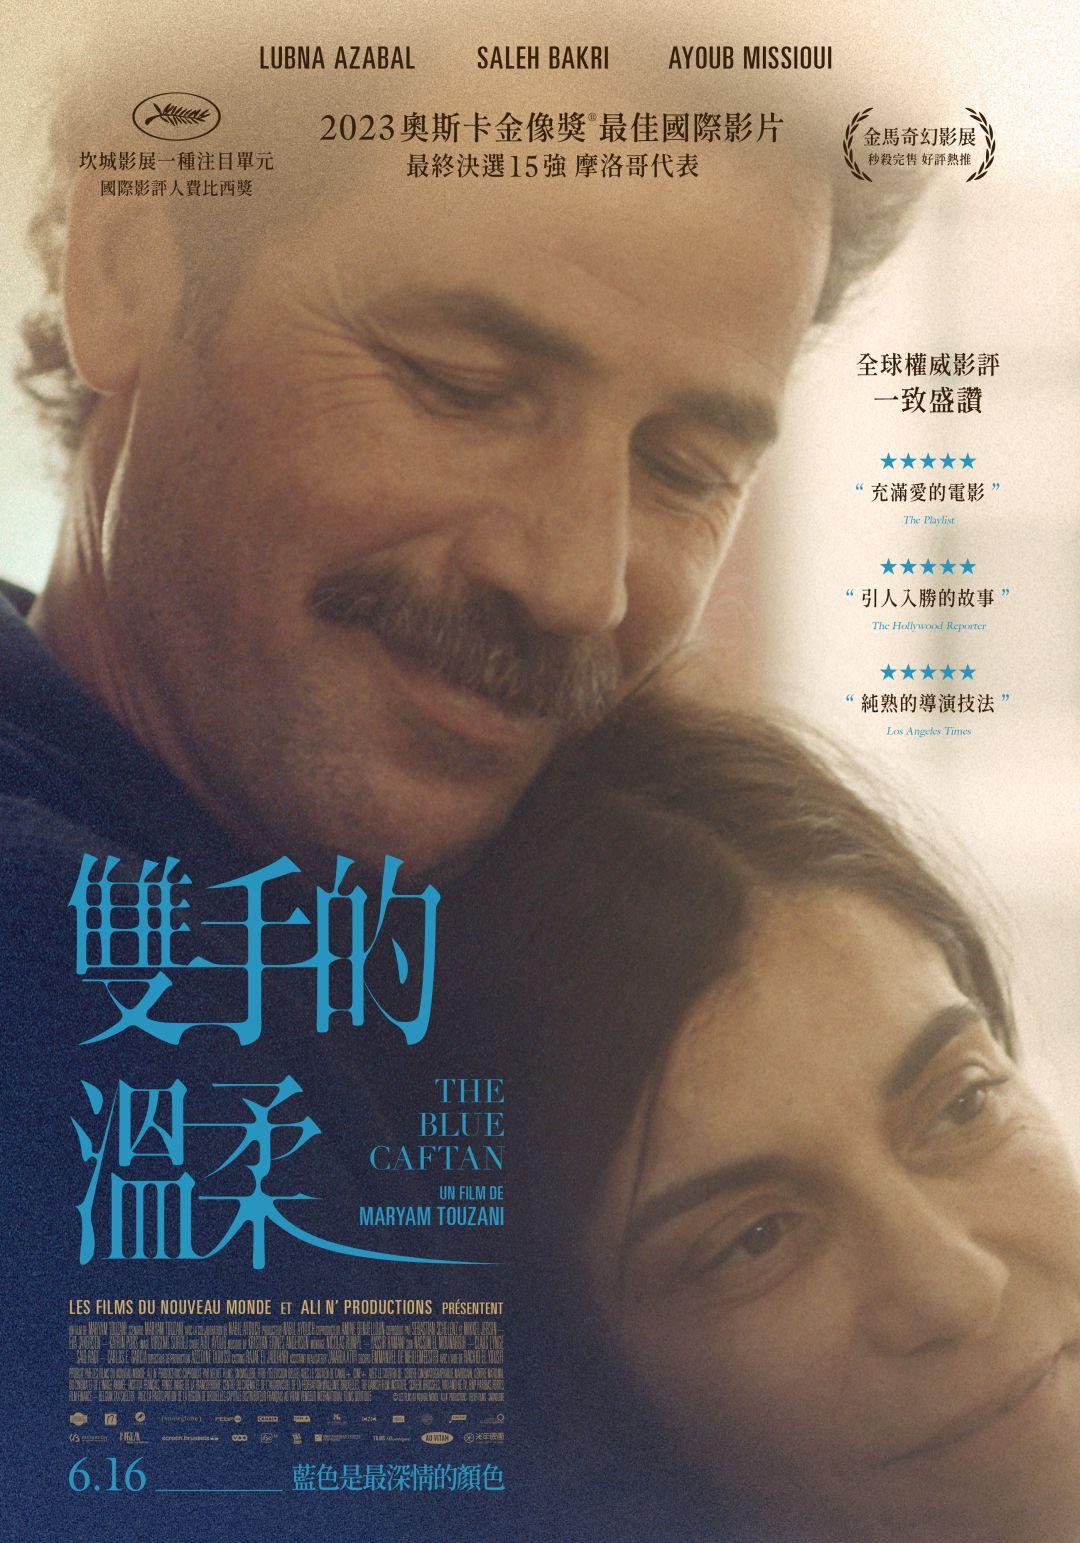 LUBNA AZABAL SALEH BAKRI AYOUB MISSIOUI
坎城影展一種注目單元
國際影評人費比西獎
2023奧斯卡金像獎®最佳國際影片
最終決選15強 摩洛哥代表
金馬奇幻影展
秒殺完售 好評熱推
全球權威影評
一致盛讚
★★★★★
“ 充滿愛的電影 ”
The Playlist
★★★★★
“ 引人入勝的故事 ”
The Hollywood Reporter
★★★★★
“ 純熟的導演技法 ”
Los Angeles Times
雙手的
溫柔
THE
BLUE
CAFTAN
UN FILM DE
MARYAM TOUZANI
LES FILMS DU NOUVEAU MONDE ET ALI N' PRODUCTIONS PRÉSENTENT
6.16 藍色是最深情的顏色